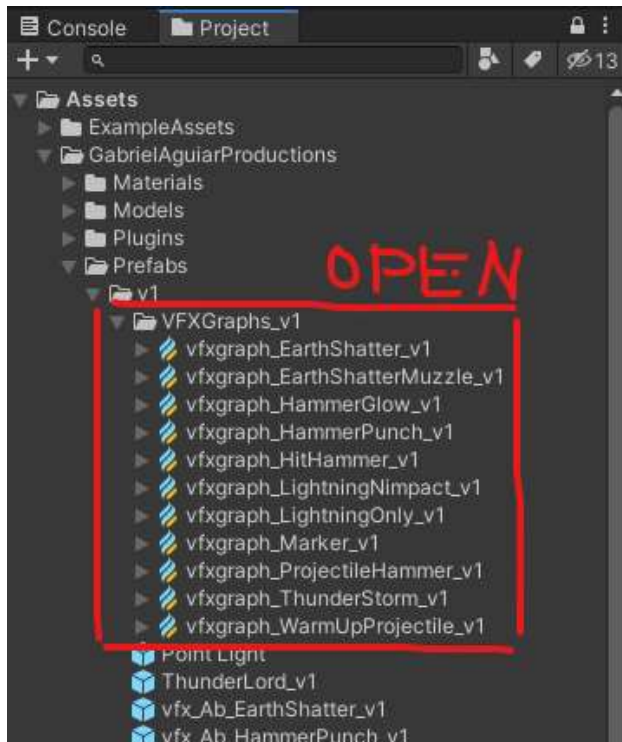 Console Project
13
Assets
ExampleAssets
GabrielAguiarProductions
Materials
Models
Plugins
Prefabs
OPEN
v1
VFXGraphs_v1
vfxgraph_EarthShatter_v1
vfxgraph_EarthShatterMuzzle_v1
vfxgraph_HammerGlow_v1
vfxgraph_HammerPunch_v1
vfxgraph_HitHammer_v1
vfxgraph_LightningNimpact_v1
vfxgraph_LightningOnly_v1
vfxgraph_Marker_v1
vfxgraph_ProjectileHammer_v1
vfxgraph_ThunderStorm_v1
vfxgraph_WarmUpProjectile_v1
Point Light
ThunderLord_v1
vfx_Ab_EarthShatter_v1
vfx_Ab_HammerPunch_v1